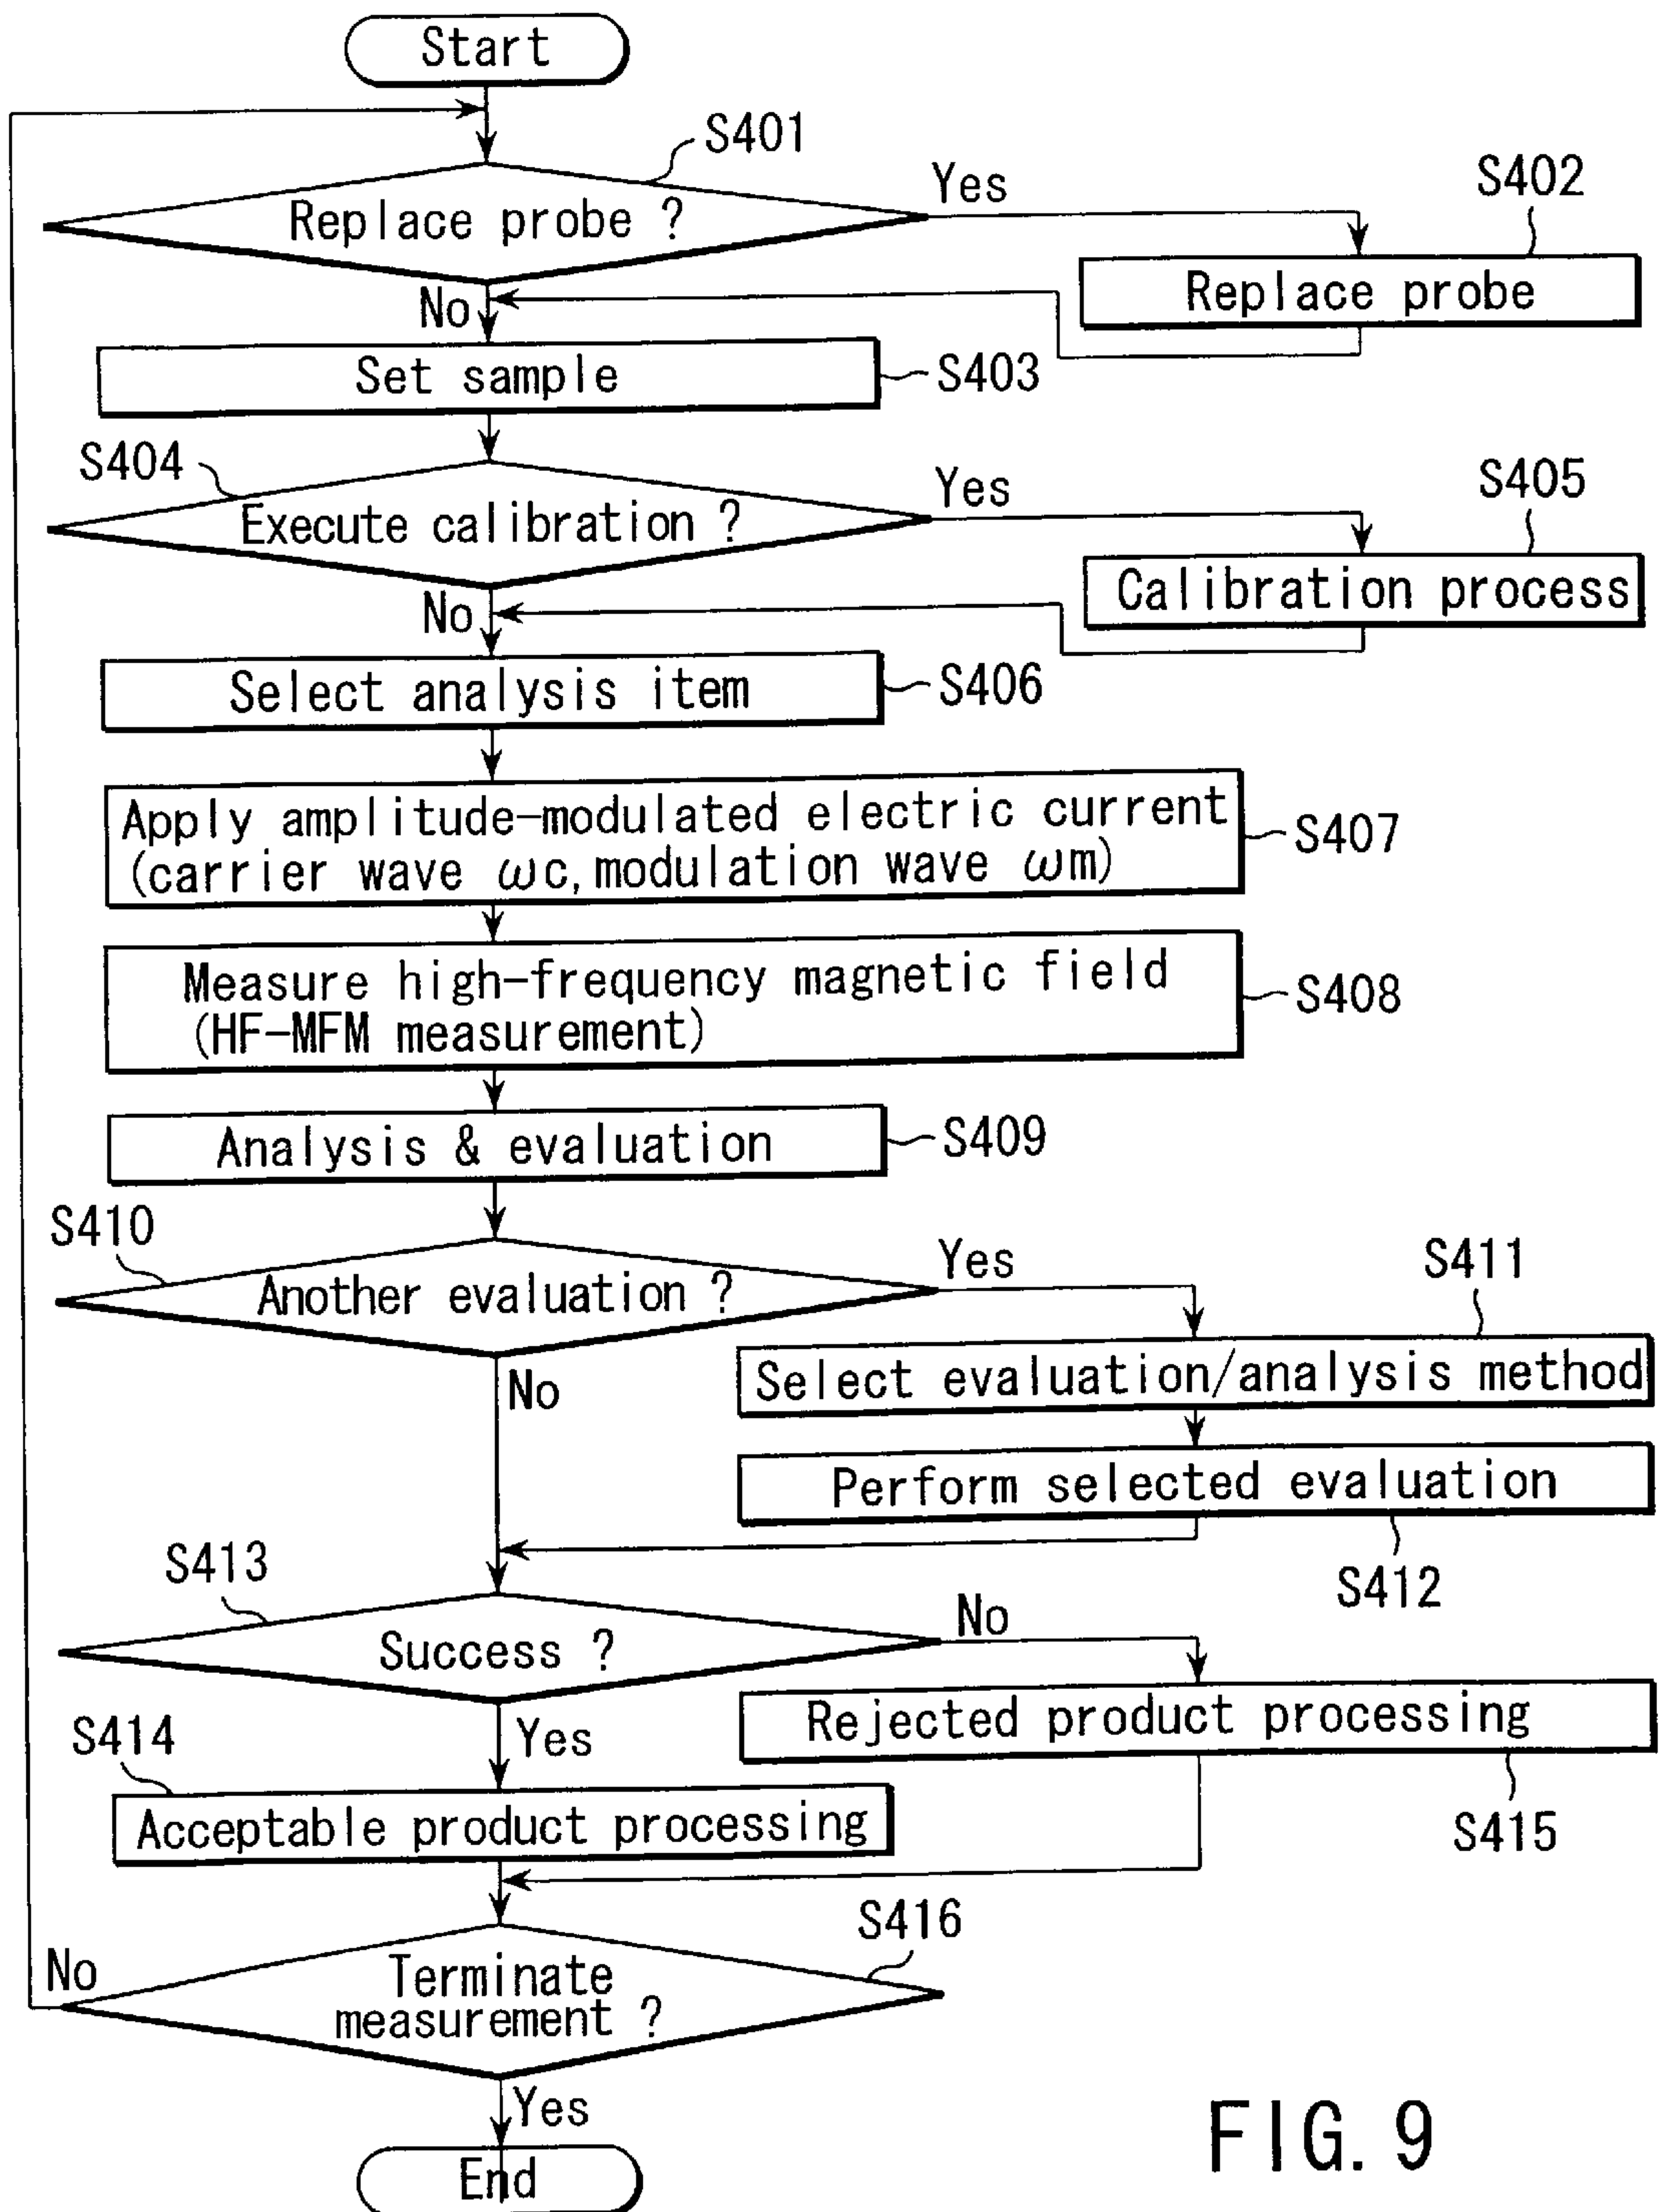 Start
S401
Replace probe ?
Yes
S402
Replace probe
No
Set sample
S403
S404
Execute calibration ?
Yes
S405
Calibration process
No
Select analysis item
S406
Apply amplitude-modulated electric current
(carrier wave ωc, modulation wave ωm)
S407
Measure high-frequency magnetic field
(HF-MFM measurement)
S408
Analysis & evaluation
S409
S410
Another evaluation ?
Yes
S411
Select evaluation/analysis method
No
Perform selected evaluation
S412
S413
Success ?
No
Rejected product processing
S415
Yes
S414
Acceptable product processing
S416
Terminate
measurement ?
No
Yes
End
FIG. 9